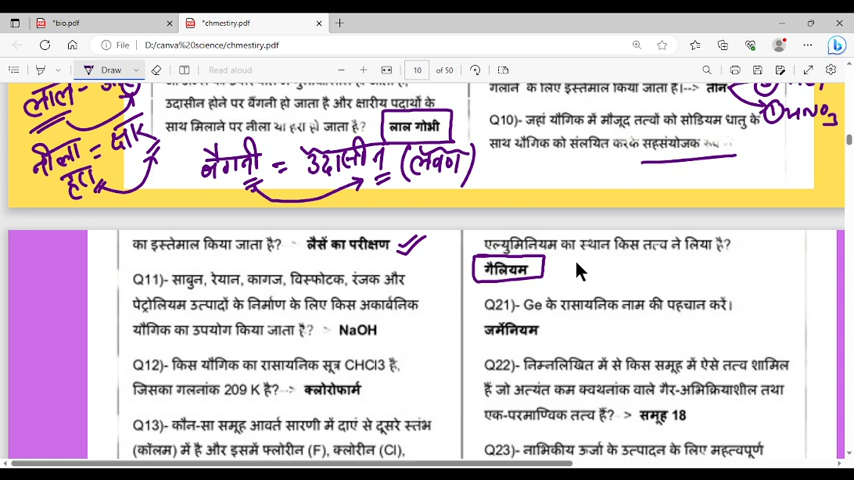 *bio.pdf
*chmestiry.pdf
File
D:/canva%20science/chmestiry.pdf
Draw
Read aloud
10
of 50
लाल =
नीला = क्षार
हरा
उदासीन होने पर बैंगनी हो जाता है और क्षारीय पदार्थों के
साथ मिलाने पर नीला या हरा हो जाता है?
लाल गोभी
बैंगनी = उदासीन (लवण)
गलाने के लिए इस्तेमाल किया जाता है।--> तीन
① HNO3
Q10)- जहां यौगिक में मौजूद तत्वों को सोडियम धातु के
साथ यौगिक को संलयित करके सहसंयोजक
का इस्तेमाल किया जाता है? - लैसें का परीक्षण
Q11)- साबुन, रेयान, कागज, विस्फोटक, रंजक और
पेट्रोलियम उत्पादों के निर्माण के लिए किस अकार्बनिक
यौगिक का उपयोग किया जाता है? -> NaOH
Q12)- किस यौगिक का रासायनिक सूत्र CHCl3 है,
जिसका गलनांक 209 K है?-> क्लोरोफार्म
Q13)- कौन-सा समूह आवर्त सारणी में दाएं से दूसरे स्तंभ
(कॉलम) में है और इसमें फ्लोरीन (F), क्लोरीन (Cl),
एल्युमिनियम का स्थान किस तत्व ने लिया है?
गैलियम
Q21)- Ge के रासायनिक नाम की पहचान करें।
जर्मेनियम
Q22)- निम्नलिखित में से किस समूह में ऐसे तत्व शामिल
हैं जो अत्यंत कम क्वथनांक वाले गैर-अभिक्रियाशील तथा
एक-परमाण्विक तत्व हैं? -> समूह 18
Q23)- नाभिकीय ऊर्जा के उत्पादन के लिए महत्वपूर्ण